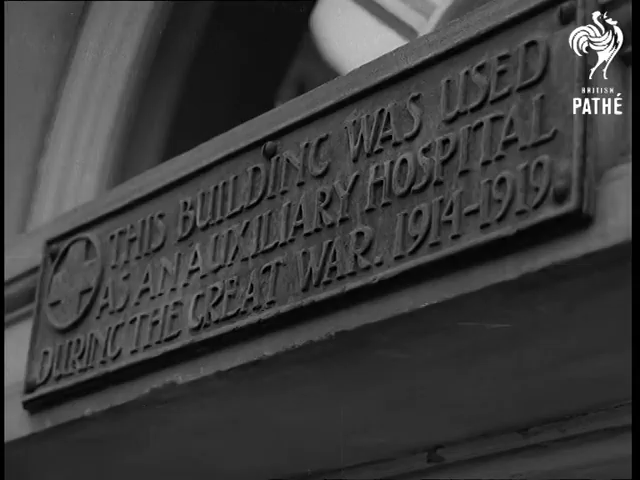 BRITISH
PATHÉ
THIS BUILDING WAS USED
AS AN AUXILIARY HOSPITAL
DURING THE GREAT WAR. 1914-1919.